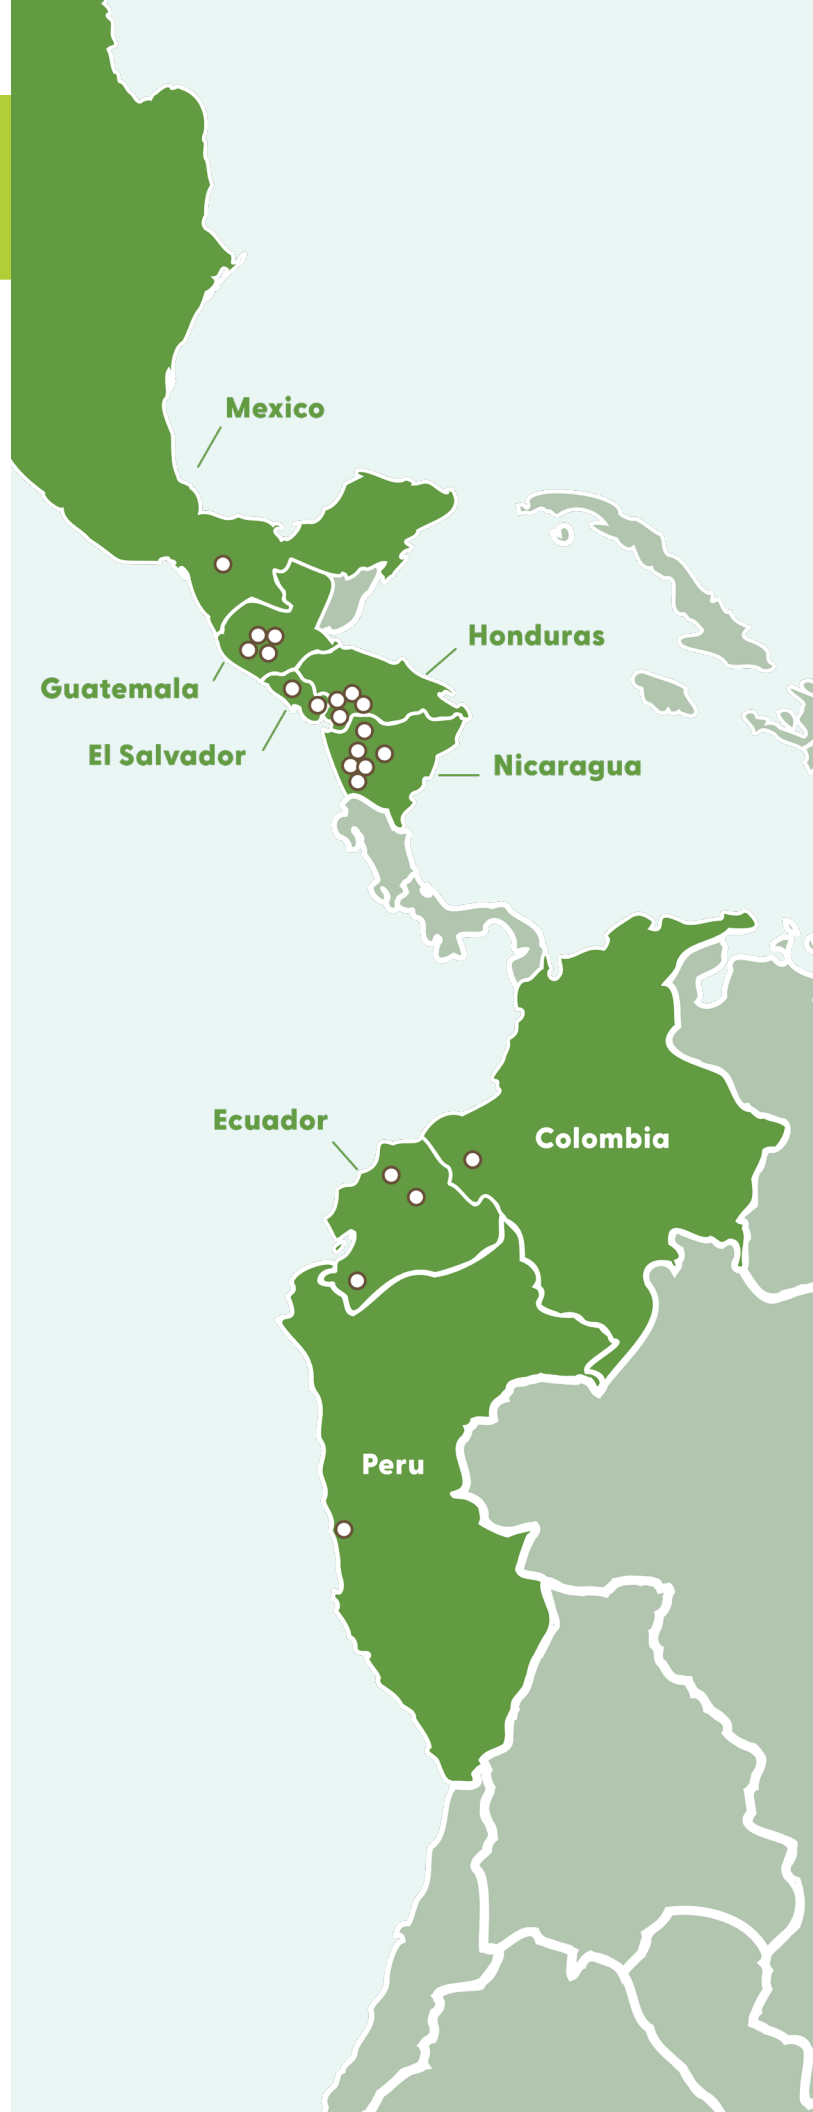 Mexico
Honduras
Guatemala
El Salvador
Nicaragua
Ecuador
Colombia
Peru